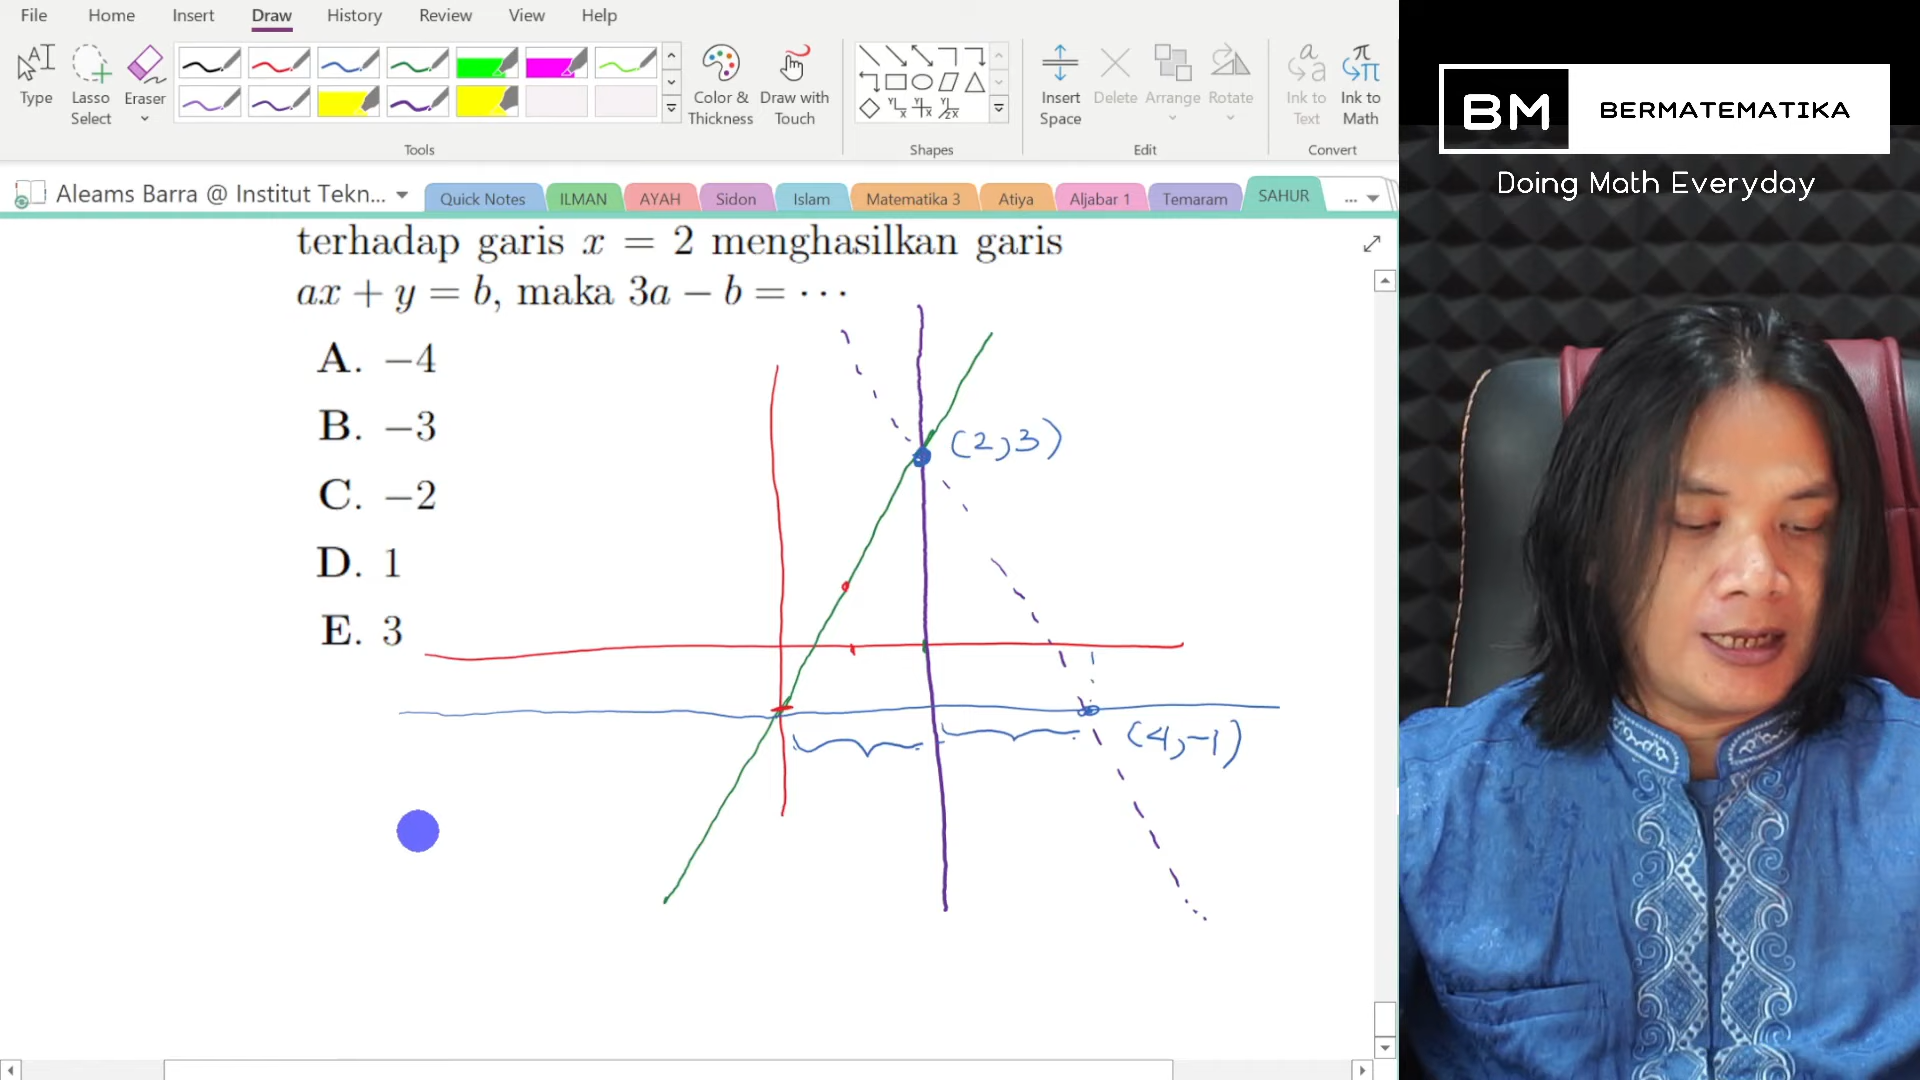 File Home Insert Draw History Review View Help
Type
Lasso Select
Eraser
Color & Thickness
Draw with Touch
Insert Space
Delete
Arrange
Rotate
Ink to Text
Ink to Math
Tools
Shapes
Edit
Convert
BM BERMATEMATIKA
Doing Math Everyday
Aleams Barra @ Institut Tekn...
Quick Notes ILMAN AYAH Sidon Islam Matematika 3 Atiya Aljabar 1 Temaram SAHUR ...
terhadap garis x = 2 menghasilkan garis
ax + y = b, maka 3a − b = ···
A. −4
B. −3
C. −2
D. 1
E. 3
(2,3)
(4,-1)